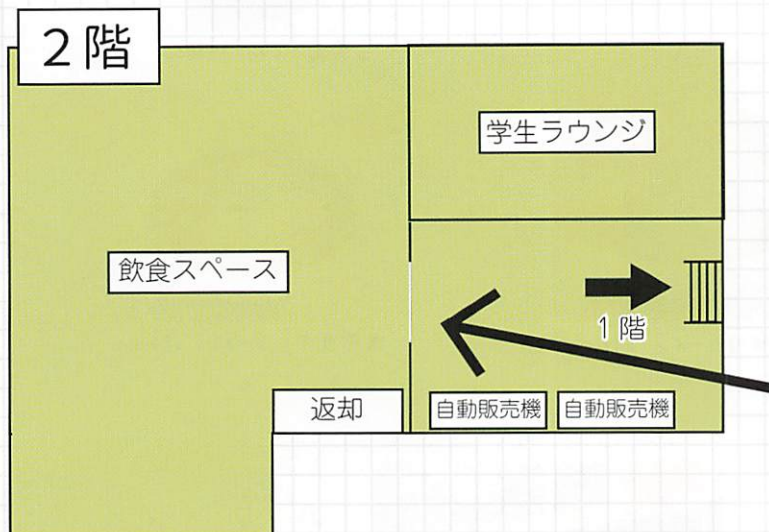 2階
学生ラウンジ
飲食スペース
1階
返却
自動販売機
自動販売機